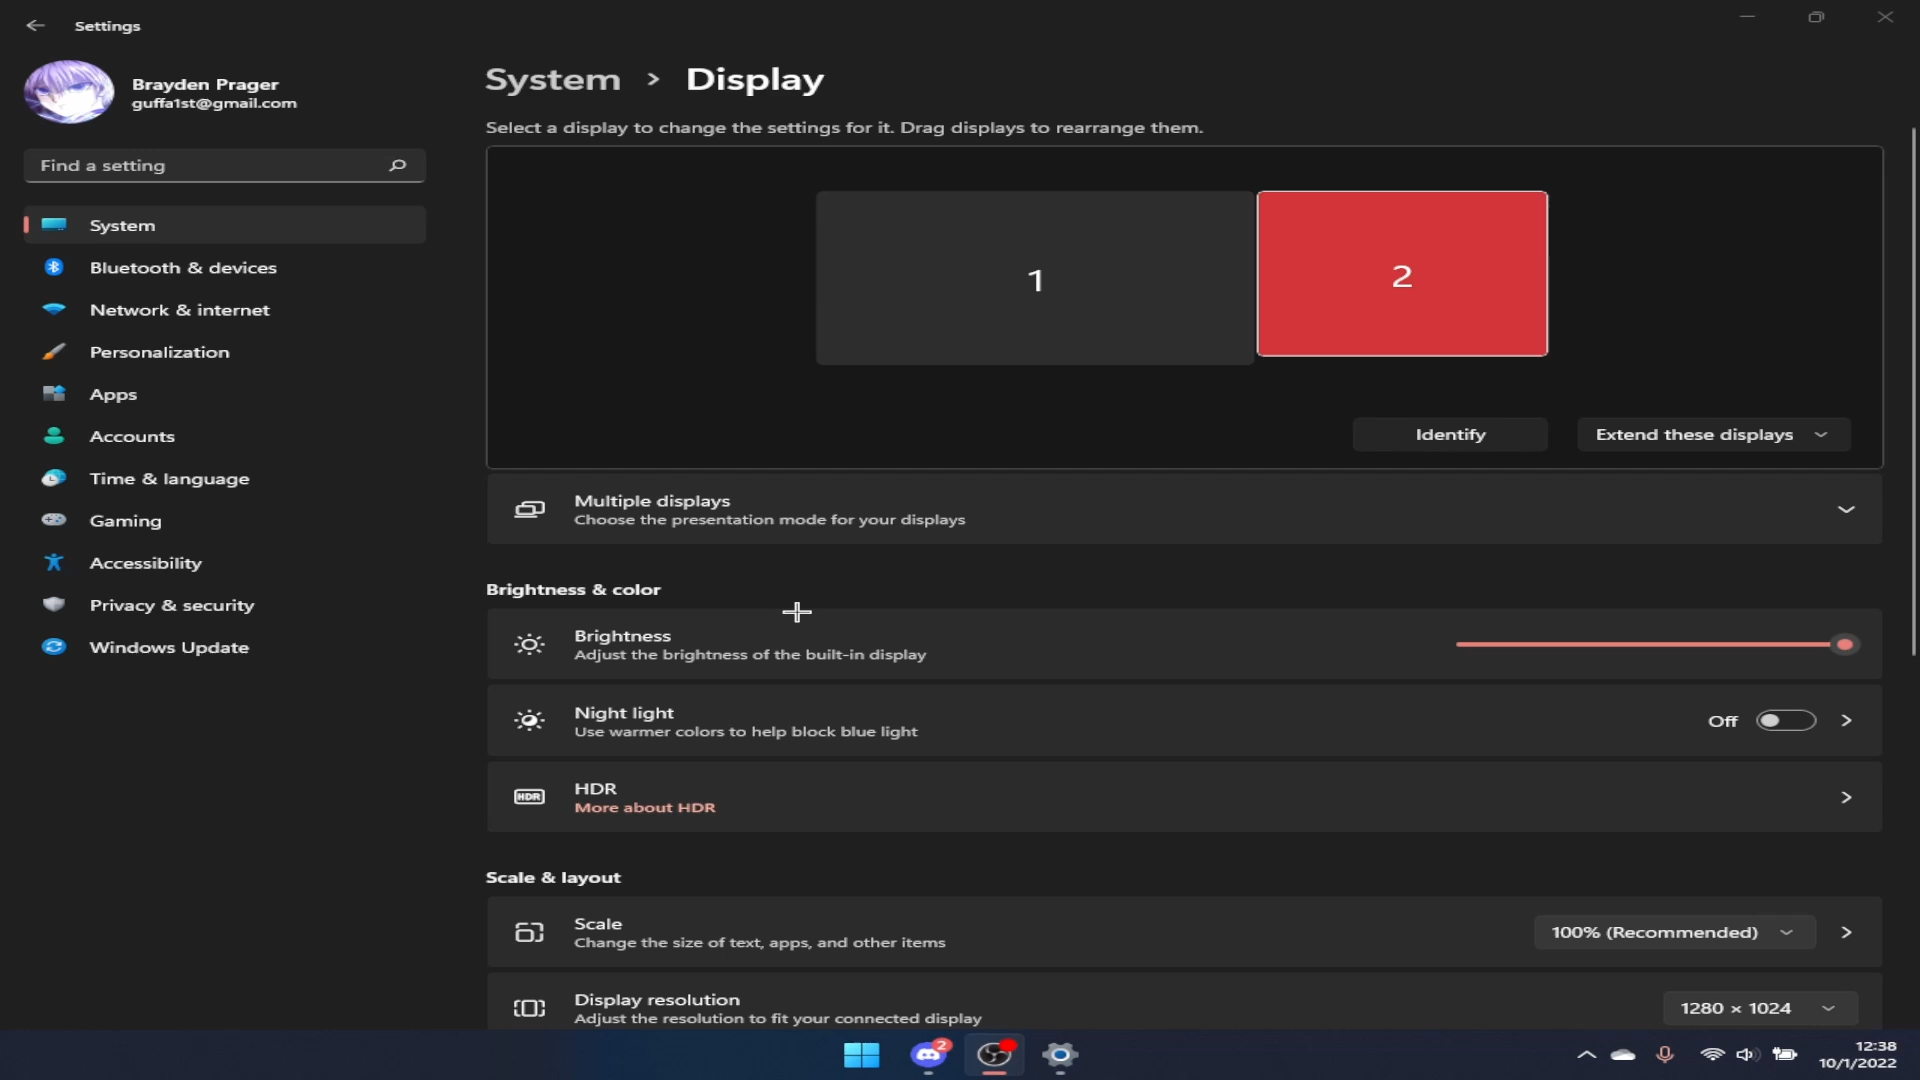 Settings
Brayden Prager
guffa1st@gmail.com
Find a setting
System
Bluetooth & devices
Network & internet
Personalization
Apps
Accounts
Time & language
Gaming
Accessibility
Privacy & security
Windows Update
System > Display
Select a display to change the settings for it. Drag displays to rearrange them.
1
2
Identify
Extend these displays
Multiple displays
Choose the presentation mode for your displays
Brightness & color
Brightness
Adjust the brightness of the built-in display
Night light
Use warmer colors to help block blue light
Off
HDR
HDR
More about HDR
Scale & layout
Scale
Change the size of text, apps, and other items
100% (Recommended)
Display resolution
Adjust the resolution to fit your connected display
1280 × 1024
2
12:38
10/1/2022